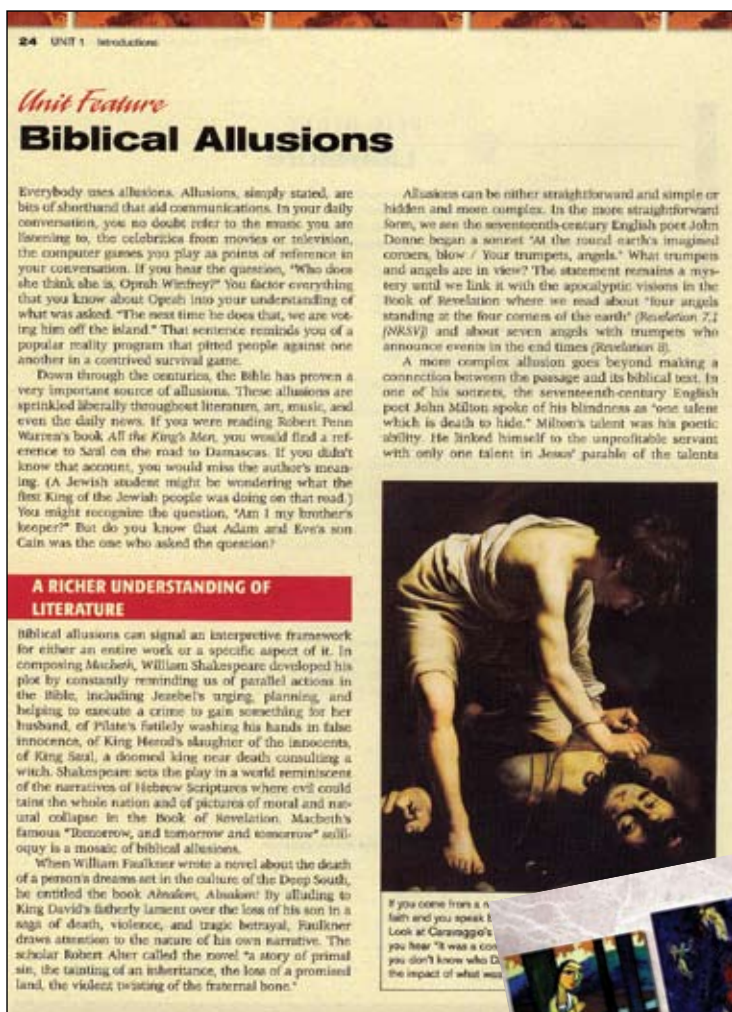 24 UNIT 1 Introductions
Unit Feature
Biblical Allusions
Everybody uses allusions. Allusions, simply stated, are
bits of shorthand that aid communications. In your daily
conversation, you no doubt refer to the music you are
listening to, the celebrities from movies or television,
the computer games you play as points of reference in
your conversation. If you hear the question, "Who does
she think she is, Oprah Winfrey?" You factor everything
that you know about Oprah into your understanding of
what was asked. "The next time he does that, we are vot-
ing him off the island." That sentence reminds you of a
popular reality program that pitted people against one
another in a contrived survival game.
Down through the centuries, the Bible has proven a
very important source of allusions. These allusions are
sprinkled liberally throughout literature, art, music, and
even the daily news. If you were reading Robert Penn
Warren's book All the King's Men, you would find a ref-
erence to Saul on the road to Damascus. If you didn't
know that account, you would miss the author's mean-
ing. (A Jewish student might be wondering what the
first King of the Jewish people was doing on that road.)
You might recognize the question, "Am I my brother's
keeper?" But do you know that Adam and Eve's son
Cain was the one who asked the question?
A RICHER UNDERSTANDING OF
LITERATURE
Biblical allusions can signal an interpretive framework
for either an entire work or a specific aspect of it. In
composing Macbeth, William Shakespeare developed his
plot by constantly reminding us of parallel actions in
the Bible, including Jezebel's urging, planning, and
helping to execute a crime to gain something for her
husband, of Pilate's futilely washing his hands in false
innocence, of King Herod's slaughter of the innocents,
of King Saul, a doomed king near death consulting a
witch. Shakespeare sets the play in a world reminiscent
of the narratives of Hebrew Scriptures where evil could
taint the whole nation and of pictures of moral and nat-
ural collapse in the Book of Revelation. Macbeth's
famous "Tomorrow, and tomorrow and tomorrow" solil-
oquy is a mosaic of biblical allusions.
When William Faulkner wrote a novel about the death
of a person's dreams set in the culture of the Deep South,
he entitled the book Absalom, Absalom! By alluding to
King David's fatherly lament over the loss of his son in a
saga of death, violence, and tragic betrayal, Faulkner
draws attention to the nature of his own narrative. The
scholar Robert Alter called the novel "a story of primal
sin, the tainting of an inheritance, the loss of a promised
land, the violent twisting of the fraternal bone."
Allusions can be either straightforward and simple or
hidden and more complex. In the more straightforward
form, we see the seventeenth-century English poet John
Donne began a sonnet "At the round earth's imagined
corners, blow / Your trumpets, angels." What trumpets
and angels are in view? The statement remains a mys-
tery until we link it with the apocalyptic visions in the
Book of Revelation where we read about "four angels
standing at the four corners of the earth" (Revelation 7.1
[NRSV]) and about seven angels with trumpets who
announce events in the end times (Revelation 8).
A more complex allusion goes beyond making a
connection between the passage and its biblical text. In
one of his sonnets, the seventeenth-century English
poet John Milton spoke of his blindness as "one talent
which is death to hide." Milton's talent was his poetic
ability. He linked himself to the unprofitable servant
with only one talent in Jesus' parable of the talents
If you come from a
faith and you speak
Look at Caravaggio's
you hear "it was a
you don't know who
the impact of what